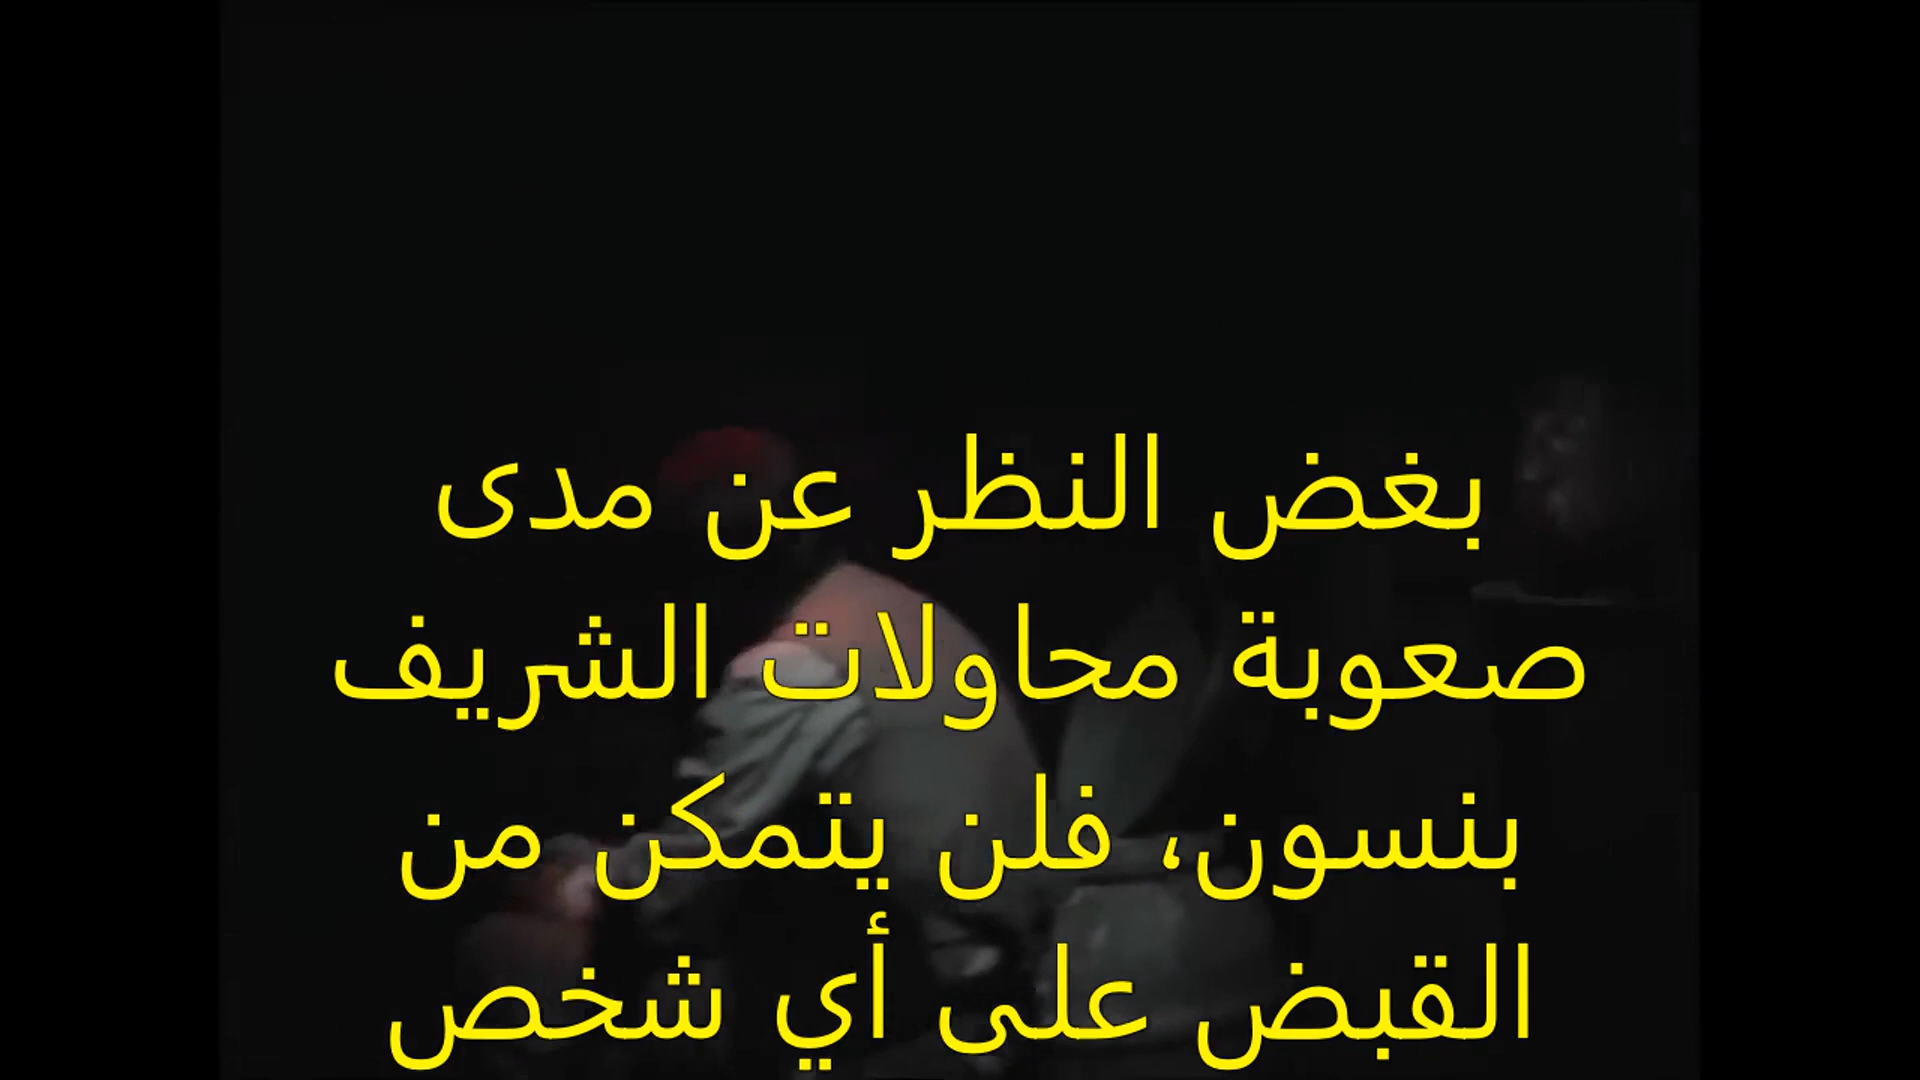 بغض النظر عن مدى
صعوبة محاولات الشريف
بنسون، فلن يتمكن من
القبض على أي شخص